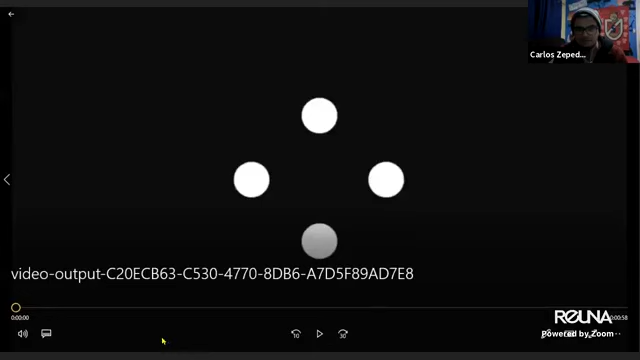 Carlos Zeped...
video-output-C20ECB63-C530-4770-8DB6-A7D5F89AD7E8
0:00:00
0:00:58
10
30
REUNA
Powered by Zoom